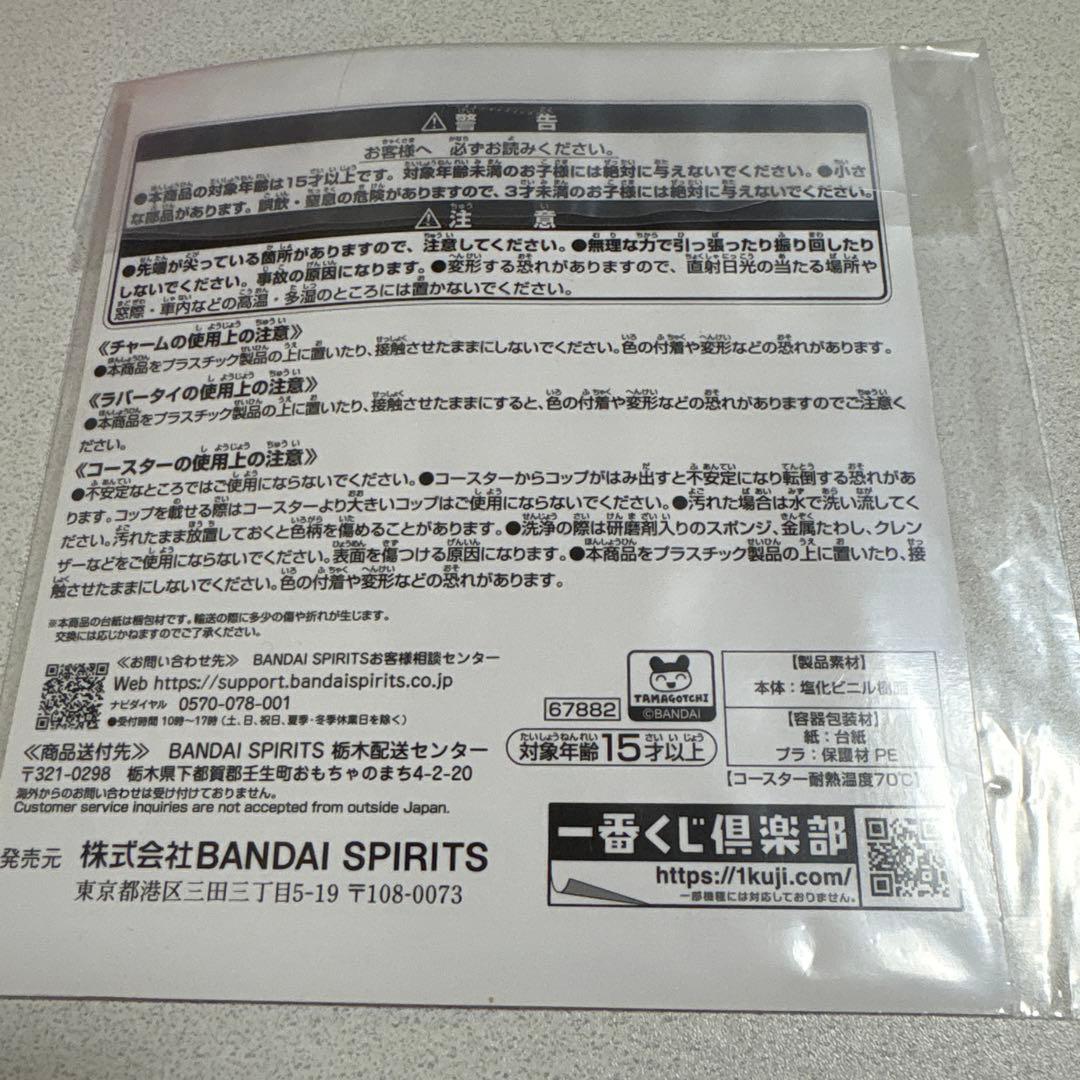 ⚠警告
お客様へ 必ずお読みください。
●本商品の対象年齢は15才以上です。対象年齢未満のお子様には絶対に与えないでください。●小さ
な部品があります。誤飲・窒息の危険がありますので、3才未満のお子様には絶対に与えないでください。
⚠注意
●先端が尖っている箇所がありますので、注意してください。●無理な力で引っ張ったり振り回したり
しないでください。事故の原因になります。●変形する恐れがありますので、直射日光の当たる場所や
窓際・車内などの高温・多湿のところには置かないでください。
《チャームの使用上の注意》
●本商品をプラスチック製品の上に置いたり、接触させたままにしないでください。色の付着や変形などの恐れがあります。
《ラバータイの使用上の注意》
●本商品をプラスチック製品の上に置いたり、接触させたままにすると、色の付着や変形などの恐れがありますのでご注意く
ださい。
《コースターの使用上の注意》
●不安定なところではご使用にならないでください。●コースターからコップがはみ出すと不安定になり転倒する恐れがあ
ります。コップを載せる際はコースターより大きいコップはご使用にならないでください。●汚れた場合は水で洗い流してく
ださい。汚れたまま放置しておくと色柄を傷めることがあります。●洗浄の際は研磨剤入りのスポンジ、金属たわし、クレン
ザーなどをご使用にならないでください。表面を傷つける原因になります。●本商品をプラスチック製品の上に置いたり、接
触させたままにしないでください。色の付着や変形などの恐れがあります。
※本商品の台紙は梱包材です。輸送の際に多少の傷や折れが生じます。
交換には応じかねますのでご了承ください。
≪お問い合わせ先≫ BANDAI SPIRITSお客様相談センター
Web https://support.bandaispirits.co.jp
ナビダイヤル 0570-078-001
●受付時間 10時〜17時(土、日、祝日、夏季・冬季休業日を除く)
≪商品送付先≫ BANDAI SPIRITS 栃木配送センター
〒321-0298 栃木県下都賀郡壬生町おもちゃのまち4-2-20
海外からのお問い合わせは受け付けておりません。
Customer service inquiries are not accepted from outside Japan.
発売元 株式会社BANDAI SPIRITS
東京都港区三田三丁目5-19 〒108-0073
67882
TAMAGOTCHI
©BANDAI
対象年齢15才以上
【製品素材】
本体：塩化ビニル樹脂
【容器包装材】
紙：台紙
プラ：保護材 PE
【コースター耐熱温度70℃】
一番くじ倶楽部
https://1kuji.com/
一部機種には対応しておりません。